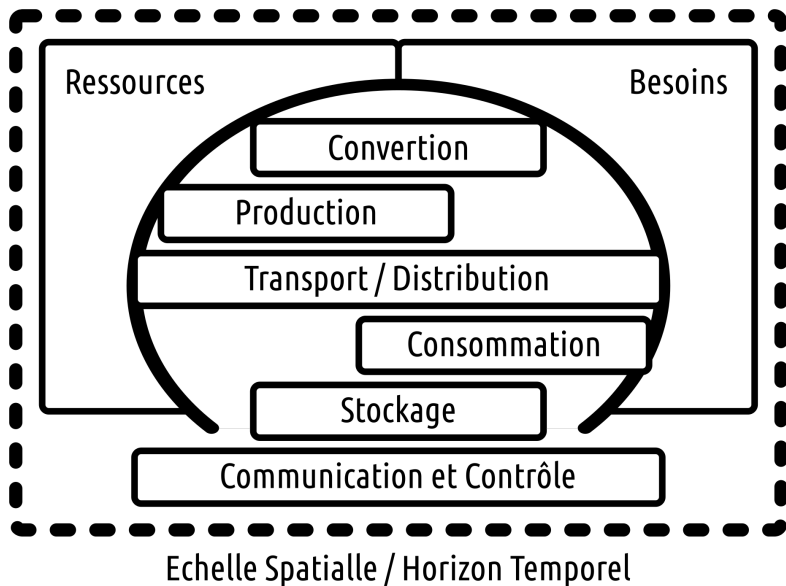 Ressources
Besoins
Convertion
Production
Transport / Distribution
Consommation
Stockage
Communication et Contrôle
Echelle Spatialle / Horizon Temporel